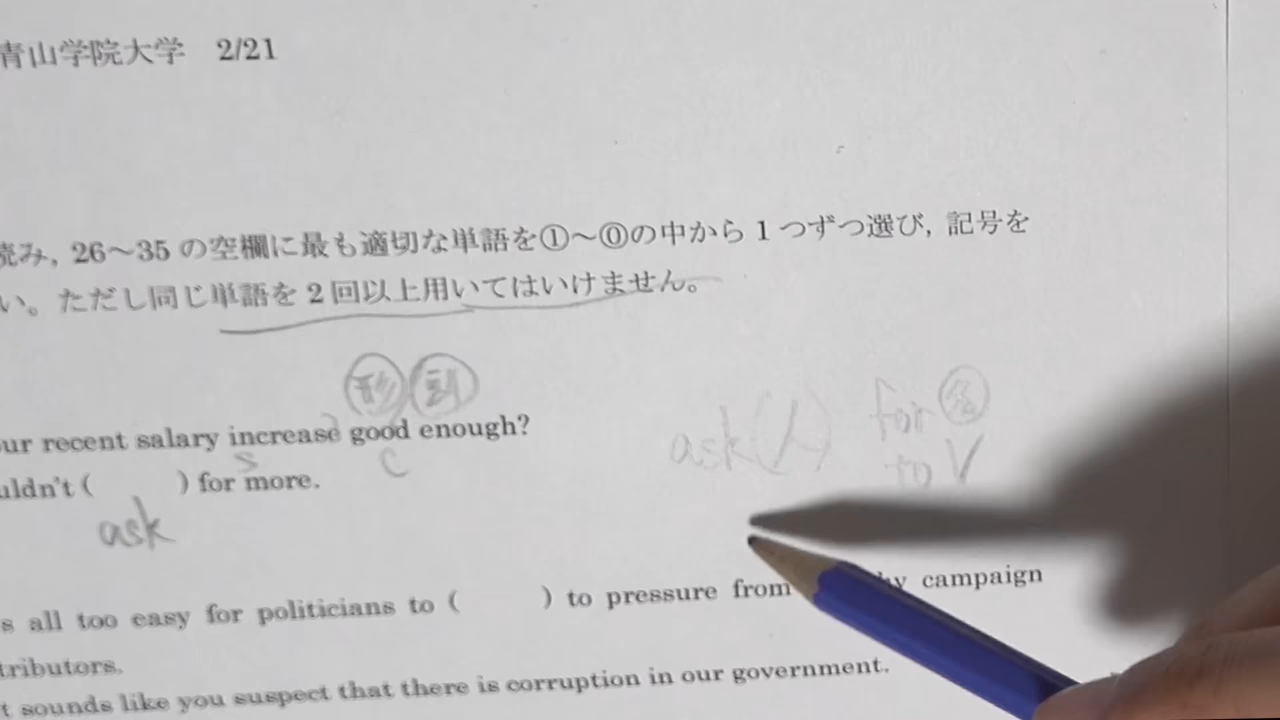 青山学院大学 2/21
読み, 26～35 の空欄に最も適切な単語を①～⓪の中から1つずつ選び, 記号を
い。ただし同じ単語を2回以上用いてはいけません。
形 副
our recent salary increase good enough?
S C
uldn't ( ) for more.
ask
ask(人) for 名
to V
s all too easy for politicians to ( ) to pressure from hy campaign
tributors.
t sounds like you suspect that there is corruption in our government.